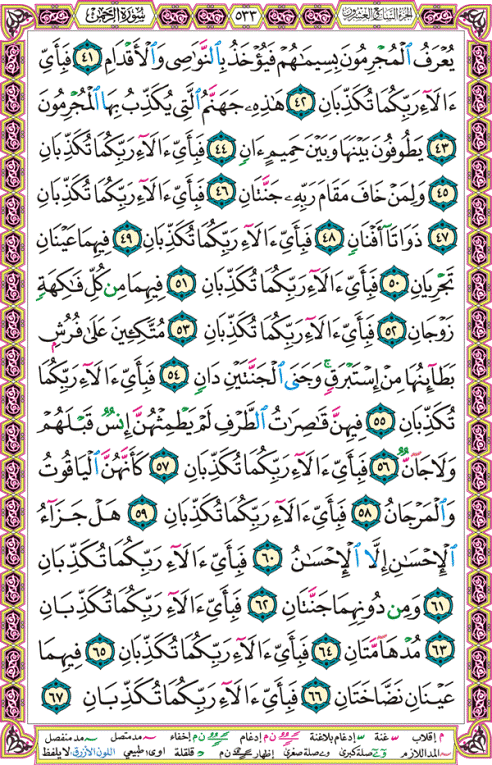 الجزء السابع والعشرون ٥٣٣ سورة الرحمن
يُعۡرَفُ ٱلۡمُجۡرِمُونَ بِسِيمَٰهُمۡ فَيُؤۡخَذُ بِٱلنَّوَٰصِي وَٱلۡأَقۡدَامِ ٤١ فَبِأَيِّ
ءَالَآءِ رَبِّكُمَا تُكَذِّبَانِ ٤٢ هَٰذِهِۦ جَهَنَّمُ ٱلَّتِي يُكَذِّبُ بِهَا ٱلۡمُجۡرِمُونَ
٤٣ يَطُوفُونَ بَيۡنَهَا وَبَيۡنَ حَمِيمٍ ءَانٖ ٤٤ فَبِأَيِّ ءَالَآءِ رَبِّكُمَا تُكَذِّبَانِ
٤٥ وَلِمَنۡ خَافَ مَقَامَ رَبِّهِۦ جَنَّتَانِ ٤٦ فَبِأَيِّ ءَالَآءِ رَبِّكُمَا تُكَذِّبَانِ
٤٧ ذَوَاتَآ أَفۡنَانٖ ٤٨ فَبِأَيِّ ءَالَآءِ رَبِّكُمَا تُكَذِّبَانِ ٤٩ فِيهِمَا عَيۡنَانِ
تَجۡرِيَانِ ٥٠ فَبِأَيِّ ءَالَآءِ رَبِّكُمَا تُكَذِّبَانِ ٥١ فِيهِمَا مِن كُلِّ فَٰكِهَةٖ
زَوۡجَانِ ٥٢ فَبِأَيِّ ءَالَآءِ رَبِّكُمَا تُكَذِّبَانِ ٥٣ مُتَّكِـِٔينَ عَلَىٰ فُرُشِۭ
بَطَآئِنُهَا مِنۡ إِسۡتَبۡرَقٖۚ وَجَنَى ٱلۡجَنَّتَيۡنِ دَانٖ ٥٤ فَبِأَيِّ ءَالَآءِ رَبِّكُمَا
تُكَذِّبَانِ ٥٥ فِيهِنَّ قَٰصِرَٰتُ ٱلطَّرۡفِ لَمۡ يَطۡمِثۡهُنَّ إِنسٞ قَبۡلَهُمۡ
وَلَا جَآنّٞ ٥٦ فَبِأَيِّ ءَالَآءِ رَبِّكُمَا تُكَذِّبَانِ ٥٧ كَأَنَّهُنَّ ٱلۡيَاقُوتُ
وَٱلۡمَرۡجَانُ ٥٨ فَبِأَيِّ ءَالَآءِ رَبِّكُمَا تُكَذِّبَانِ ٥٩ هَلۡ جَزَآءُ
ٱلۡإِحۡسَٰنِ إِلَّا ٱلۡإِحۡسَٰنُ ٦٠ فَبِأَيِّ ءَالَآءِ رَبِّكُمَا تُكَذِّبَانِ
٦١ وَمِن دُونِهِمَا جَنَّتَانِ ٦٢ فَبِأَيِّ ءَالَآءِ رَبِّكُمَا تُكَذِّبَانِ
٦٣ مُدۡهَآمَّتَانِ ٦٤ فَبِأَيِّ ءَالَآءِ رَبِّكُمَا تُكَذِّبَانِ ٦٥ فِيهِمَا
عَيۡنَانِ نَضَّاخَتَانِ ٦٦ فَبِأَيِّ ءَالَآءِ رَبِّكُمَا تُكَذِّبَانِ ٦٧
م إقلاب غنة إدغام بلاغنة ن م إدغام ن م إخفاء مد متصل مد منفصل
المد اللازم صلة كبرى صلة صغرى إظهار ن م قلقلة اوى: طبيعي اللون الأزرق: لا يلفظ